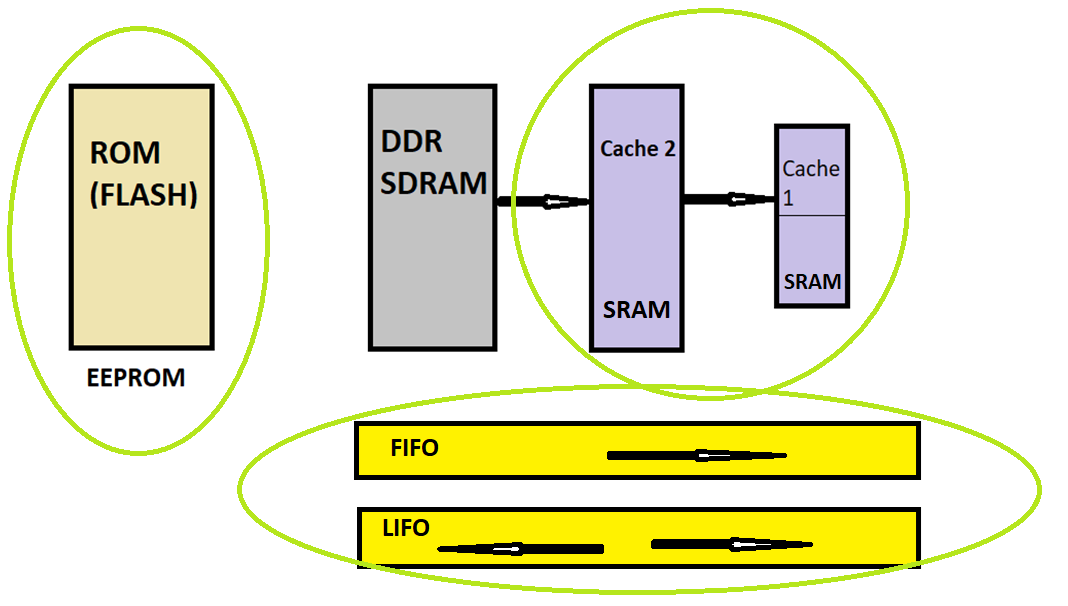 ROM
(FLASH)
EEPROM
DDR
SDRAM
Cache 2
SRAM
Cache
1
SRAM
FIFO
LIFO